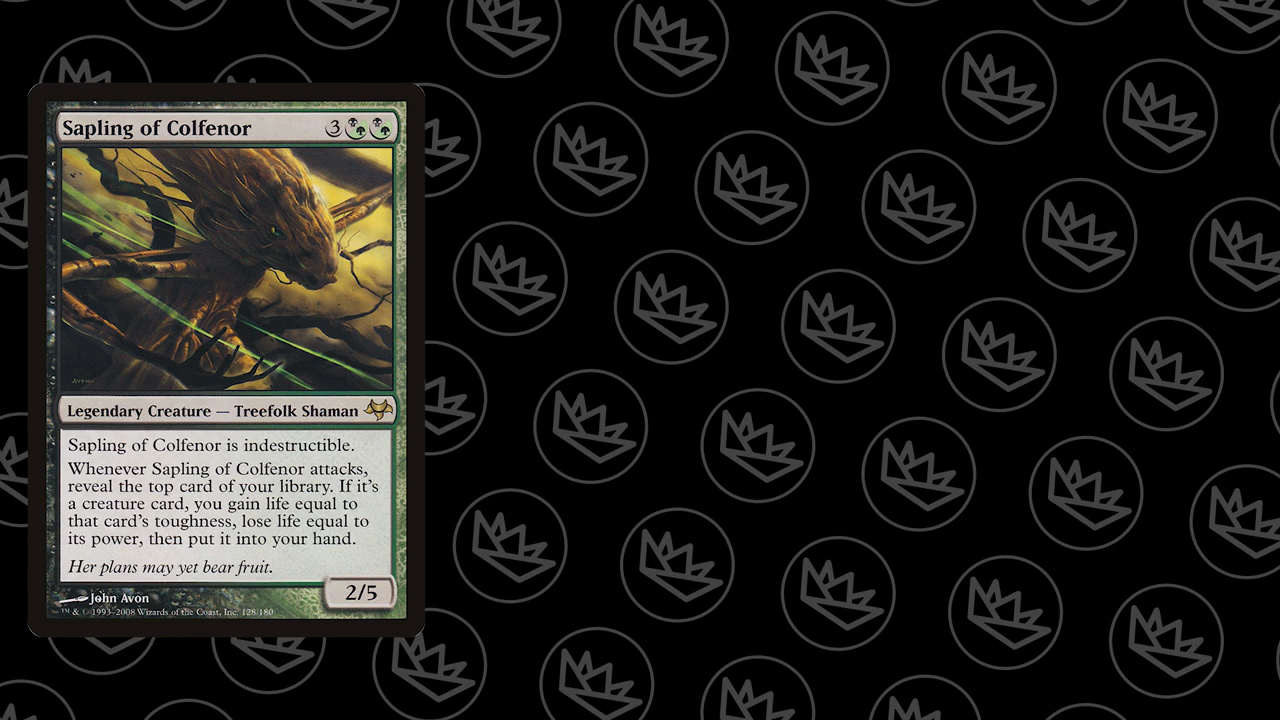 Sapling of Colfenor 3
Avon
Legendary Creature — Treefolk Shaman
Sapling of Colfenor is indestructible.
Whenever Sapling of Colfenor attacks,
reveal the top card of your library. If it's
a creature card, you gain life equal to
that card's toughness, lose life equal to
its power, then put it into your hand.
Her plans may yet bear fruit.
2/5
John Avon
™ & © 1993–2008 Wizards of the Coast, Inc. 128/180